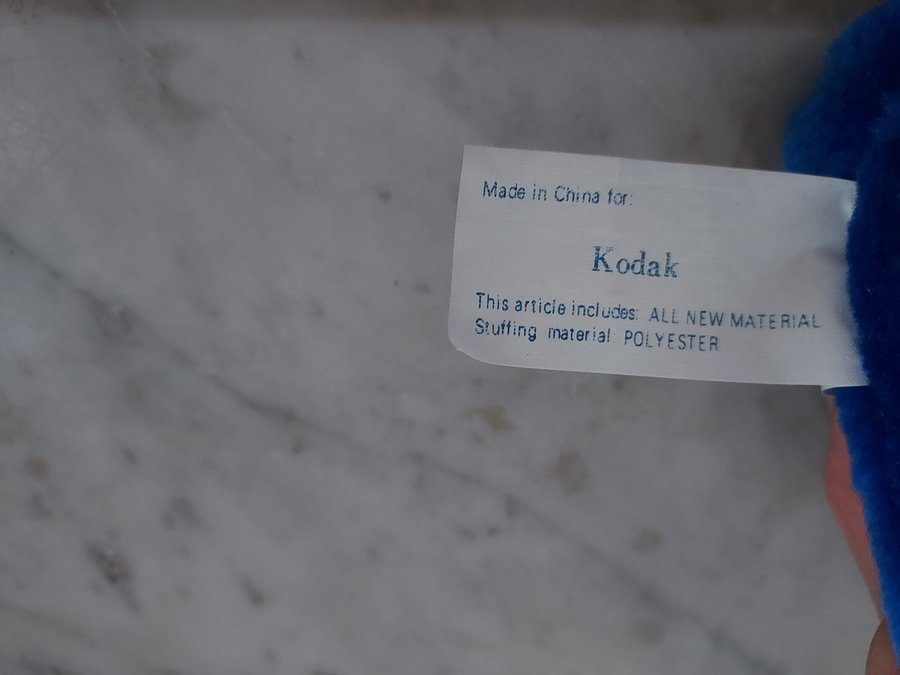 Made in China for:
Kodak
This article includes: ALL NEW MATERIAL
Stuffing material: POLYESTER